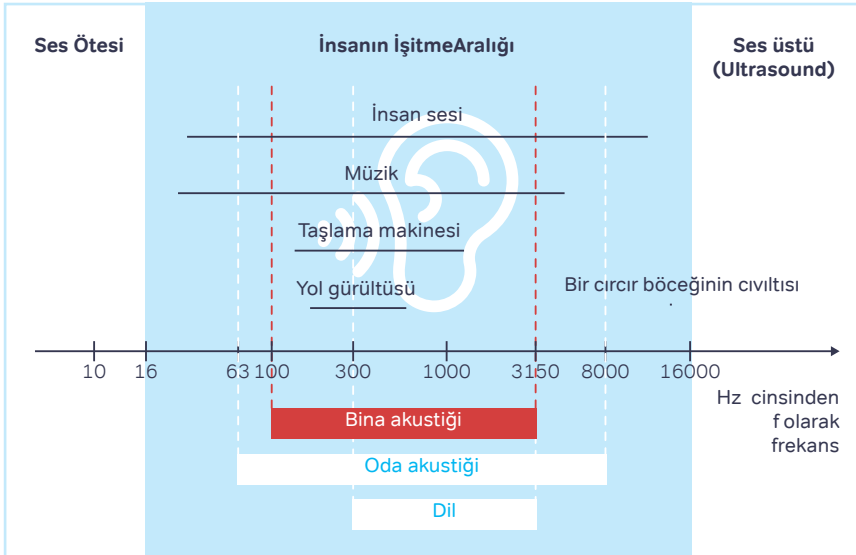 Ses Ötesi
İnsanın İşitmeAralığı
Ses üstü
(Ultrasound)
İnsan sesi
Müzik
Taşlama makinesi
Yol gürültüsü
Bir cırcır böceğinin cıvıltısı
10 16 63 100 300 1000 3150 8000 16000
Hz cinsinden
f olarak
frekans
Bina akustiği
Oda akustiği
Dil